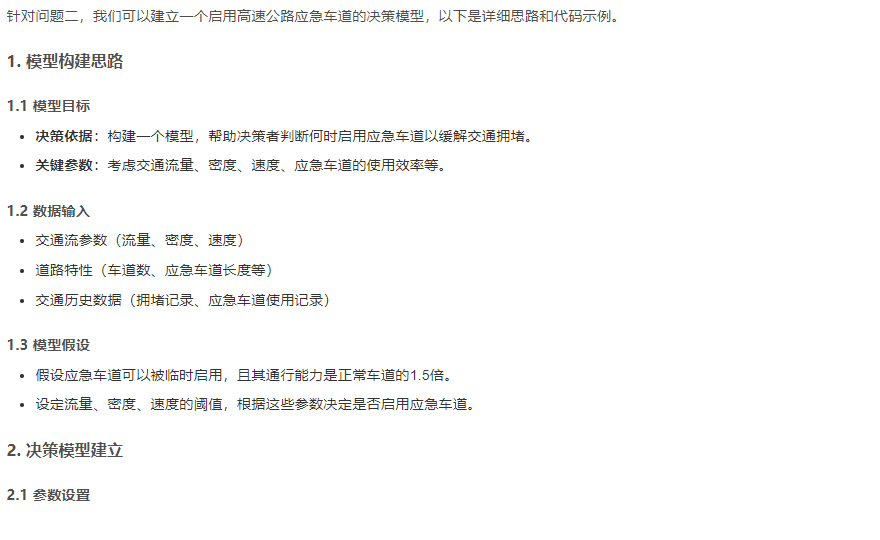 针对问题二，我们可以建立一个启用高速公路应急车道的决策模型，以下是详细思路和代码示例。
1. 模型构建思路
1.1 模型目标
• 决策依据：构建一个模型，帮助决策者判断何时启用应急车道以缓解交通拥堵。
• 关键参数：考虑交通流量、密度、速度、应急车道的使用效率等。
1.2 数据输入
• 交通流参数（流量、密度、速度）
• 道路特性（车道数、应急车道长度等）
• 交通历史数据（拥堵记录、应急车道使用记录）
1.3 模型假设
• 假设应急车道可以被临时启用，且其通行能力是正常车道的1.5倍。
• 设定流量、密度、速度的阈值，根据这些参数决定是否启用应急车道。
2. 决策模型建立
2.1 参数设置